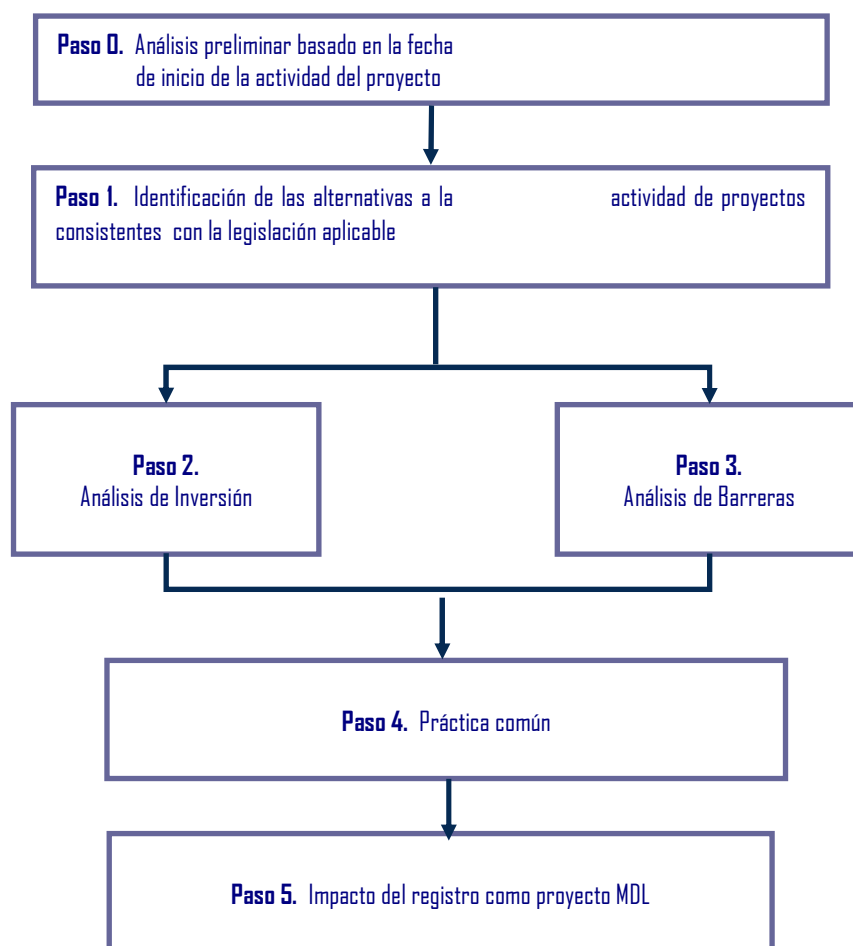 Paso 0. Análisis preliminar basado en la fecha
de inicio de la actividad del proyecto
Paso 1. Identificación de las alternativas a la actividad de proyectos
consistentes con la legislación aplicable
Paso 2.
Análisis de Inversión
Paso 3.
Análisis de Barreras
Paso 4. Práctica común
Paso 5. Impacto del registro como proyecto MDL